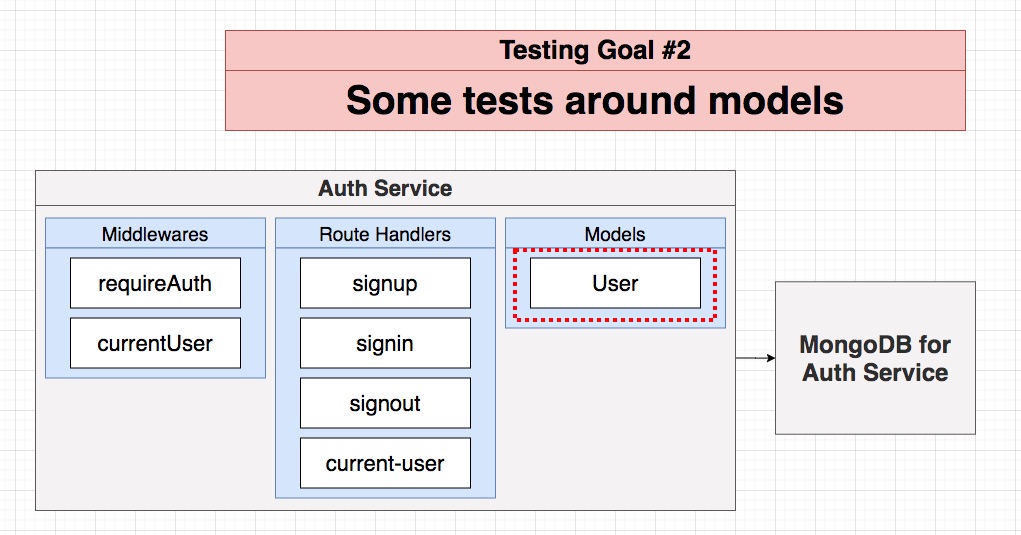 Testing Goal #2
Some tests around models
Auth Service
Middlewares
requireAuth
currentUser
Route Handlers
signup
signin
signout
current-user
Models
User
MongoDB for
Auth Service